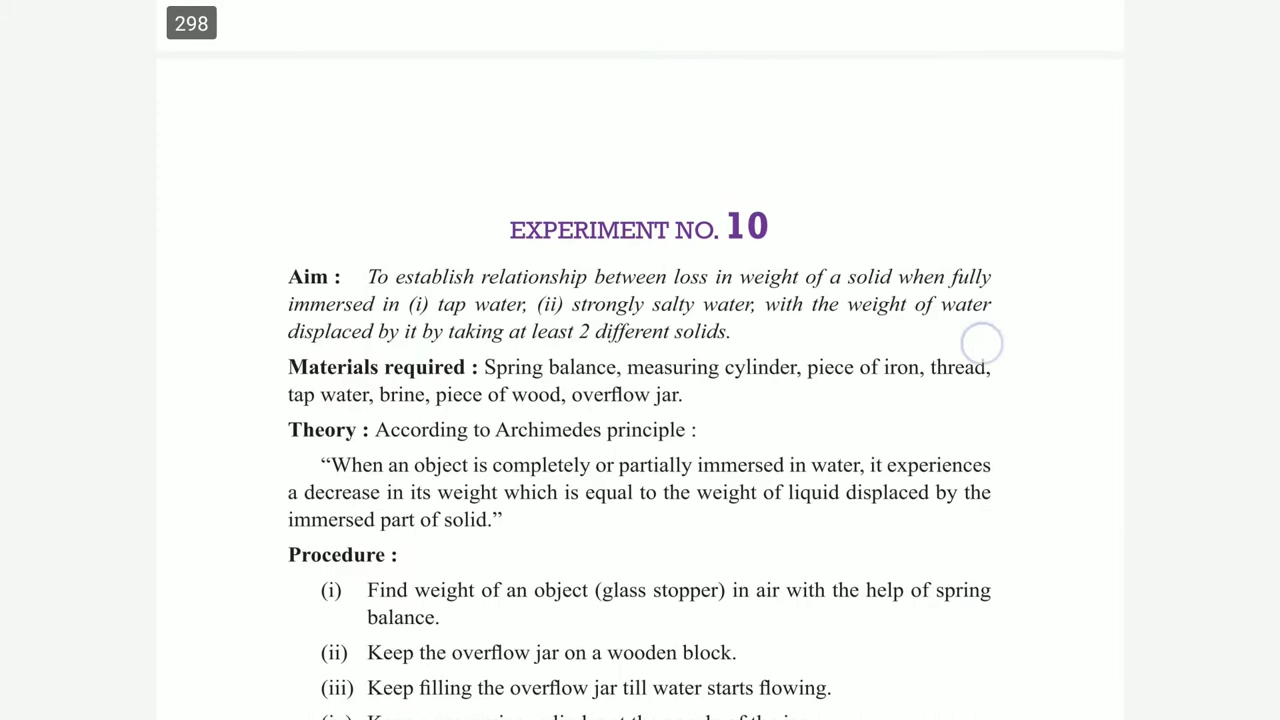 298
EXPERIMENT NO. 10
Aim : To establish relationship between loss in weight of a solid when fully
immersed in (i) tap water, (ii) strongly salty water, with the weight of water
displaced by it by taking at least 2 different solids.
Materials required : Spring balance, measuring cylinder, piece of iron, thread,
tap water, brine, piece of wood, overflow jar.
Theory : According to Archimedes principle :
“When an object is completely or partially immersed in water, it experiences
a decrease in its weight which is equal to the weight of liquid displaced by the
immersed part of solid.”
Procedure :
(i) Find weight of an object (glass stopper) in air with the help of spring
balance.
(ii) Keep the overflow jar on a wooden block.
(iii) Keep filling the overflow jar till water starts flowing.